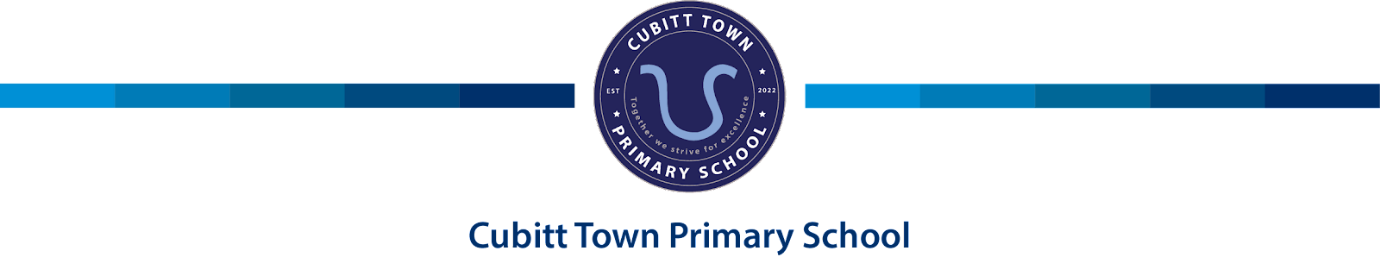 CUBITT TOWN
EST
2022
Together we strive for excellence
PRIMARY SCHOOL
Cubitt Town Primary School